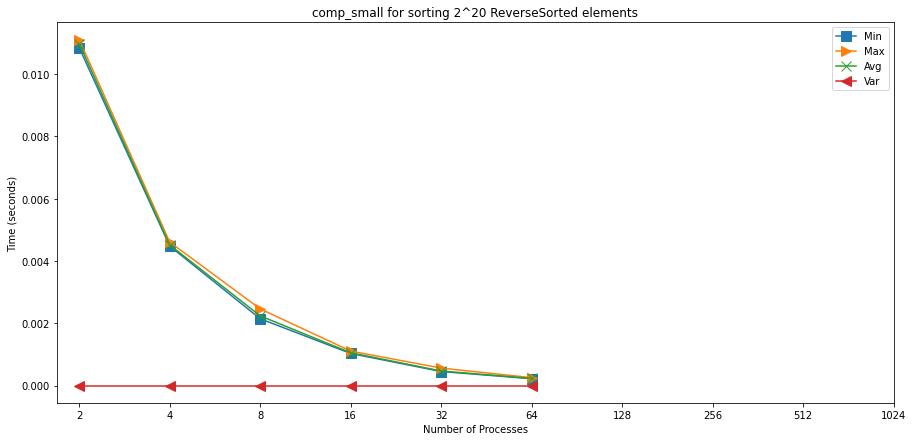 comp_small for sorting 2^20 ReverseSorted elements
Min
Max
Avg
Var
Time (seconds)
0.010
0.008
0.006
0.004
0.002
0.000
2 4 8 16 32 64 128 256 512 1024
Number of Processes